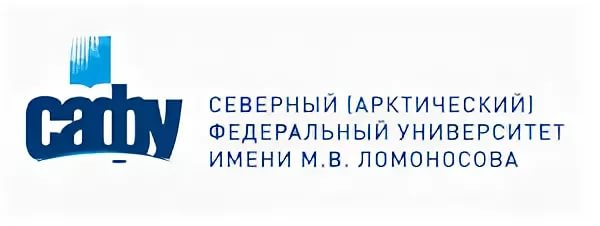 сафу
СЕВЕРНЫЙ (АРКТИЧЕСКИЙ)
ФЕДЕРАЛЬНЫЙ УНИВЕРСИТЕТ
ИМЕНИ М.В. ЛОМОНОСОВА